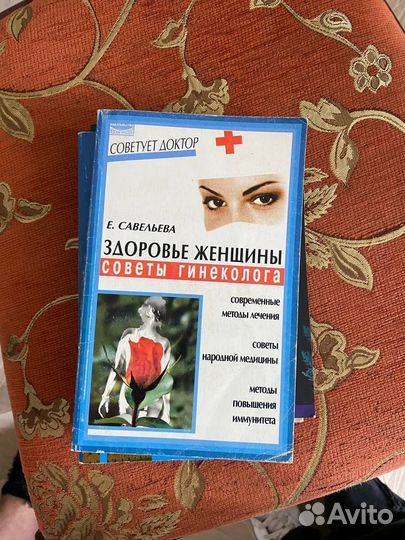 СОВЕТУЕТ ДОКТОР
Е. САВЕЛЬЕВА
ЗДОРОВЬЕ ЖЕНЩИНЫ
советы гинеколога
современные
методы лечения
советы
народной медицины
методы
повышения
иммунитета
Avito